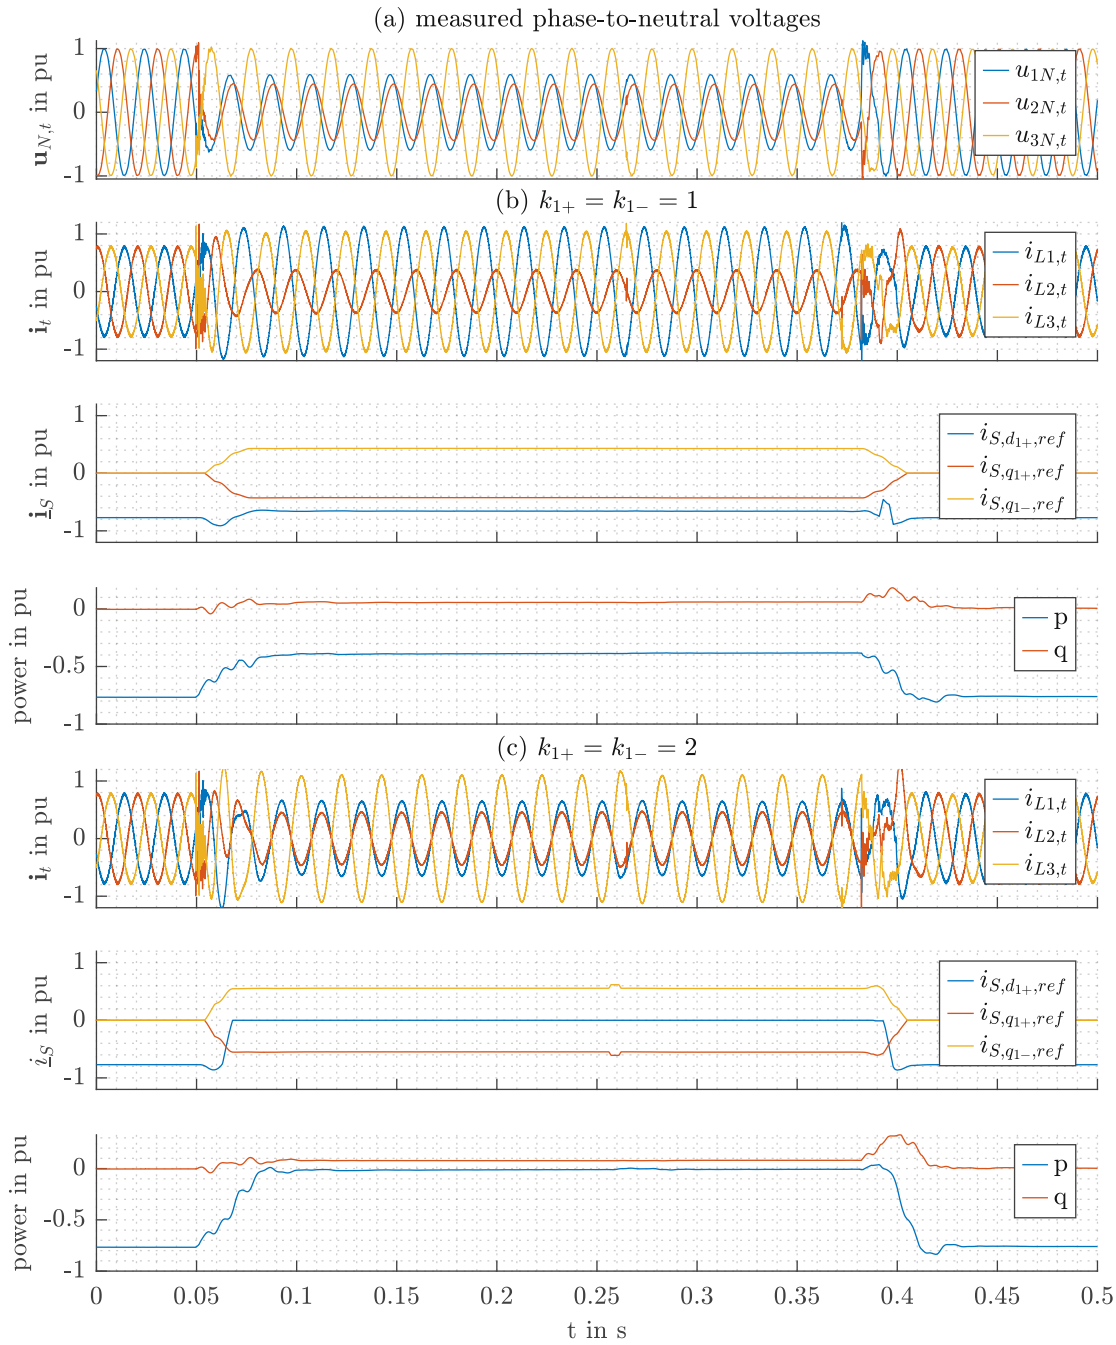 (a) measured phase-to-neutral voltages
u_{N,t} in pu
1
0
-1
u_{1N,t}
u_{2N,t}
u_{3N,t}
(b) k_{1+} = k_{1-} = 1
i_t in pu
1
0
-1
i_{L1,t}
i_{L2,t}
i_{L3,t}
i_S in pu
1
0
-1
i_{S,d_{1+},ref}
i_{S,q_{1+},ref}
i_{S,q_{1-},ref}
power in pu
0
-0.5
-1
p
q
(c) k_{1+} = k_{1-} = 2
i_t in pu
1
0
-1
i_{L1,t}
i_{L2,t}
i_{L3,t}
i_S in pu
1
0
-1
i_{S,d_{1+},ref}
i_{S,q_{1+},ref}
i_{S,q_{1-},ref}
power in pu
0
-0.5
-1
p
q
0 0.05 0.1 0.15 0.2 0.25 0.3 0.35 0.4 0.45 0.5
t in s